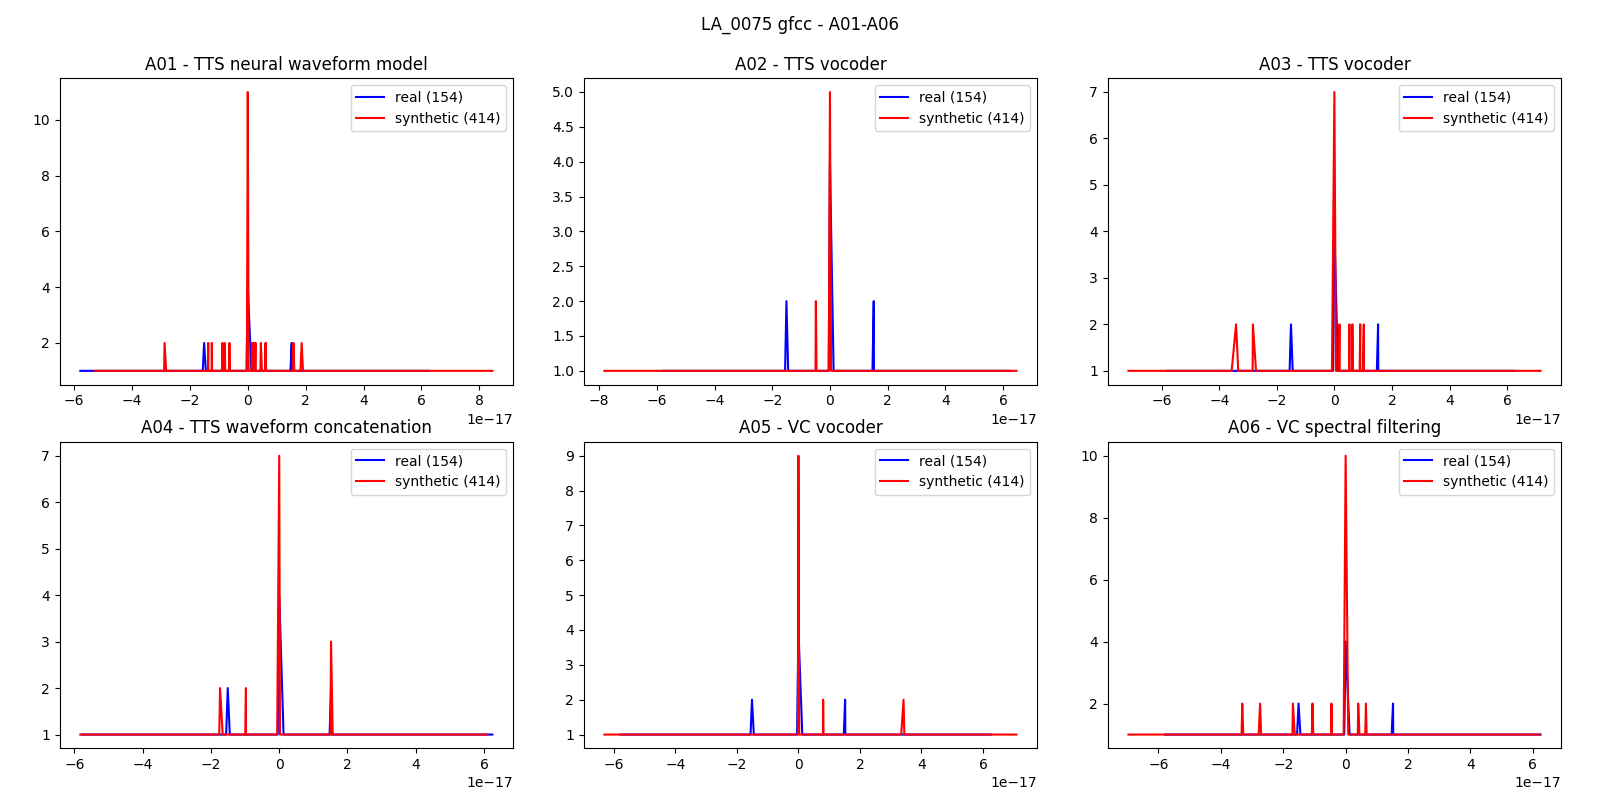 LA_0075 gfcc - A01-A06
A01 - TTS neural waveform model
real (154)
synthetic (414)
10
8
6
4
2
−6 −4 −2 0 2 4 6 8
1e−17
A02 - TTS vocoder
real (154)
synthetic (414)
5.0
4.5
4.0
3.5
3.0
2.5
2.0
1.5
1.0
−8 −6 −4 −2 0 2 4 6
1e−17
A03 - TTS vocoder
real (154)
synthetic (414)
7
6
5
4
3
2
1
−6 −4 −2 0 2 4 6
1e−17
A04 - TTS waveform concatenation
real (154)
synthetic (414)
7
6
5
4
3
2
1
−6 −4 −2 0 2 4 6
1e−17
A05 - VC vocoder
real (154)
synthetic (414)
9
8
7
6
5
4
3
2
1
−6 −4 −2 0 2 4 6
1e−17
A06 - VC spectral filtering
real (154)
synthetic (414)
10
8
6
4
2
−6 −4 −2 0 2 4 6
1e−17